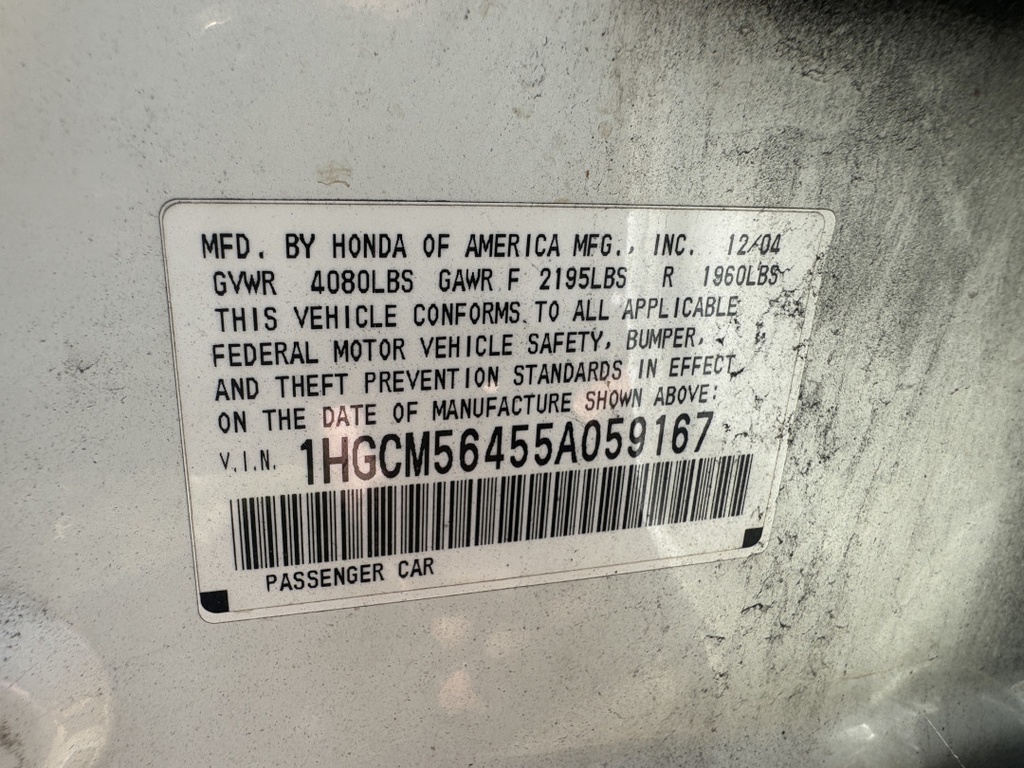 MFD. BY HONDA OF AMERICA MFG., INC. 12/04
GVWR 4080LBS GAWR F 2195LBS R 1960LBS
THIS VEHICLE CONFORMS TO ALL APPLICABLE
FEDERAL MOTOR VEHICLE SAFETY, BUMPER,
AND THEFT PREVENTION STANDARDS IN EFFECT
ON THE DATE OF MANUFACTURE SHOWN ABOVE:
V.I.N. 1HGCM56455A059167
PASSENGER CAR